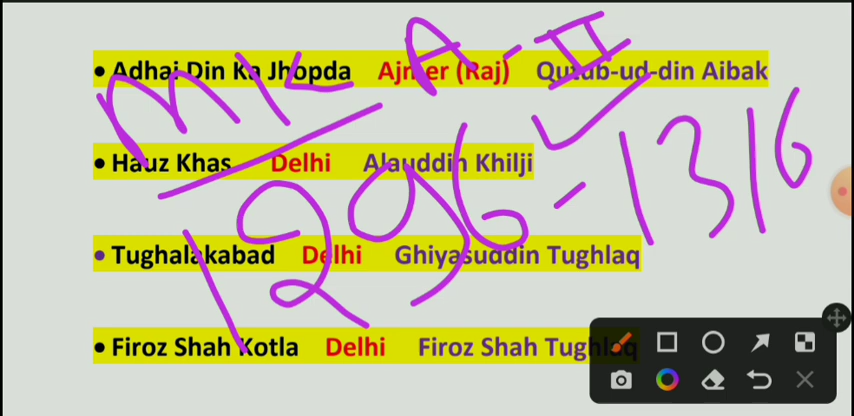 • Adhai Din Ka Jhopda Ajmer (Raj) Qutub-ud-din Aibak
• Hauz Khas Delhi Alauddin Khilji
• Tughalakabad Delhi Ghiyasuddin Tughlaq
• Firoz Shah Kotla Delhi Firoz Shah Tughlaq
A-II
1296-1316